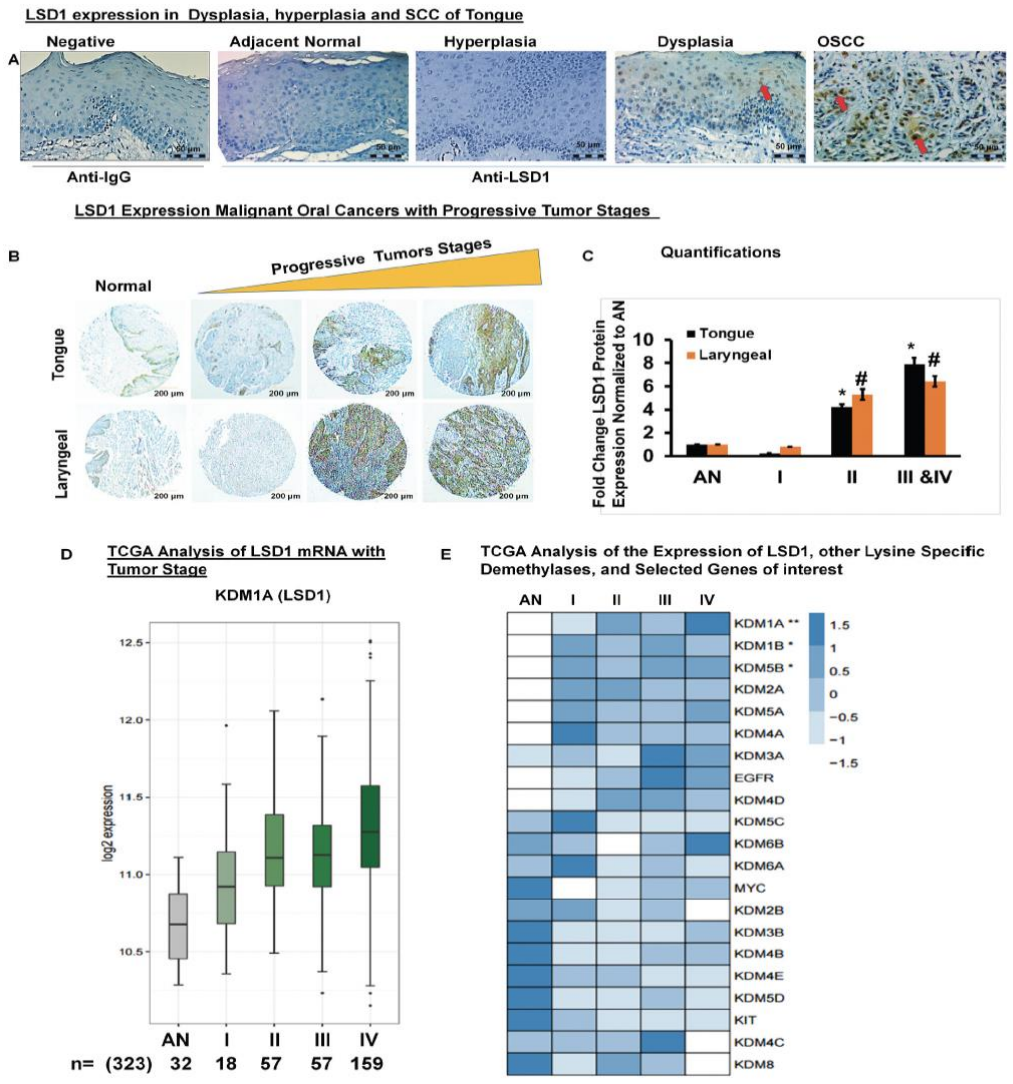 LSD1 expression in Dysplasia, hyperplasia and SCC of Tongue
Negative
Adjacent Normal
Hyperplasia
Dysplasia
OSCC
A
50 µm
50 µm
50 µm
50 µm
50 µm
Anti-IgG
Anti-LSD1
LSD1 Expression Malignant Oral Cancers with Progressive Tumor Stages
B
Progressive Tumors Stages
Normal
Tongue
200 µm
200 µm
200 µm
200 µm
Laryngeal
200 µm
200 µm
200 µm
200 µm
C
Quantifications
Fold Change LSD1 Protein
Expression Normalized to AN
Tongue
Laryngeal
10
8
6
4
2
0
*
#
*
#
AN
I
II
III &IV
D
TCGA Analysis of LSD1 mRNA with
Tumor Stage
KDM1A (LSD1)
log2 expression
12.5
12.0
11.5
11.0
10.5
AN
I
II
III
IV
n= (323) 32 18 57 57 159
E
TCGA Analysis of the Expression of LSD1, other Lysine Specific
Demethylases, and Selected Genes of interest
AN
I
II
III
IV
KDM1A **
KDM1B *
KDM5B *
KDM2A
KDM5A
KDM4A
KDM3A
EGFR
KDM4D
KDM5C
KDM6B
KDM6A
MYC
KDM2B
KDM3B
KDM4B
KDM4E
KDM5D
KIT
KDM4C
KDM8
1.5
1
0.5
0
−0.5
−1
−1.5